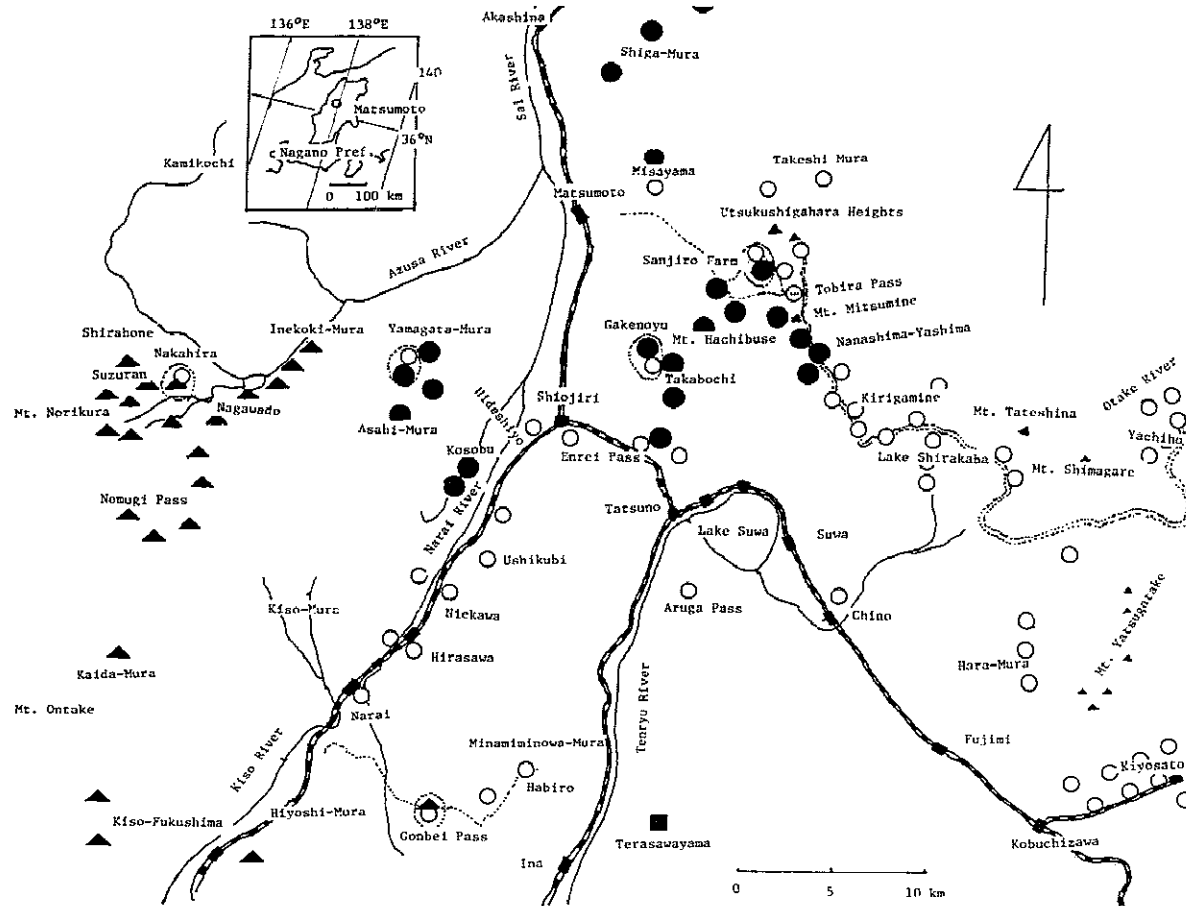 136°E
138°E
140
Matsumoto
36°N
Nagano Pref.
0 100 km
Akashina
Shiga-Mura
Sai River
Kamikochi
Misayama
Takeshi Mura
Matsumoto
Utsukushigahara Heights
Azusa River
Sanjiro Farm
Tobira Pass
Mt. Mitsumine
Shirahone
Inekoki-Mura
Yamagata-Mura
Gakenoyu
Mt. Hachibuse
Nanashima-Yashima
Nakahira
Suzuran
Takabochi
Otake River
Mt. Norikura
Nagawado
Hideshiyo
Shiojiri
Kirigamine
Mt. Tateshina
Asahi-Mura
Yachiho
Kosobu
Enrei Pass
Lake Shirakaba
Mt. Shimagare
Nomugi Pass
Narai River
Tatsuno
Lake Suwa
Suwa
Ushikubi
Kiso-Mura
Niekawa
Aruga Pass
Chino
Mt. Yatsugatake
Hirasawa
Kaida-Mura
Hara-Mura
Mt. Ontake
Narai
Tenryu River
Kiso River
Minamiminowa-Mura
Fujimi
Kiyosato
Habiro
Hiyoshi-Mura
Kiso-Fukushima
Gonbei Pass
Terasawayama
Kobuchizawa
Ina
0 5 10 km